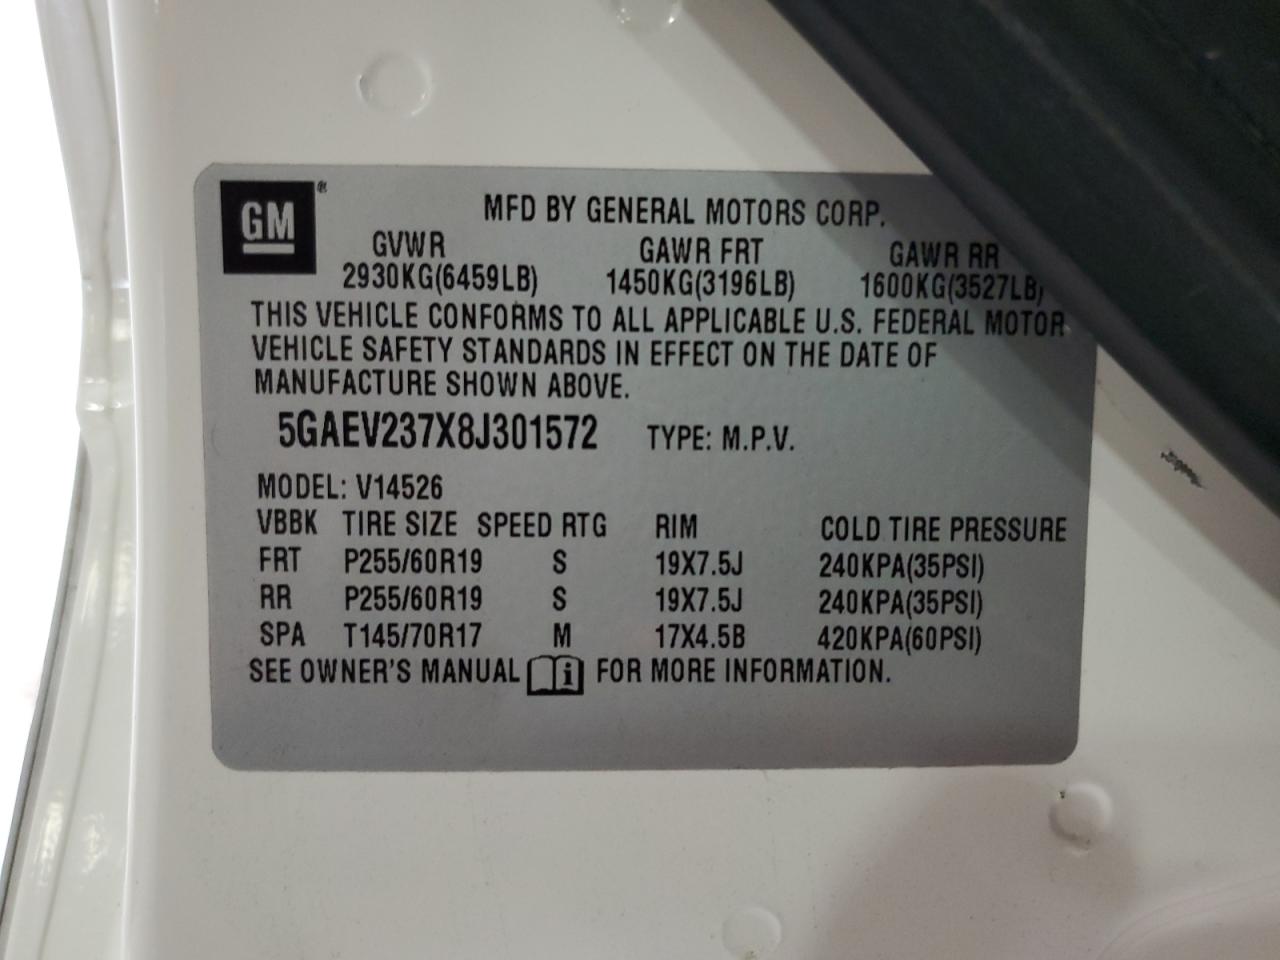 GM®
MFD BY GENERAL MOTORS CORP.
GVWR GAWR FRT GAWR RR
2930KG(6459LB) 1450KG(3196LB) 1600KG(3527LB)
THIS VEHICLE CONFORMS TO ALL APPLICABLE U.S. FEDERAL MOTOR
VEHICLE SAFETY STANDARDS IN EFFECT ON THE DATE OF
MANUFACTURE SHOWN ABOVE.
5GAEV237X8J301572 TYPE: M.P.V.
MODEL: V14526
VBBK TIRE SIZE SPEED RTG RIM COLD TIRE PRESSURE
FRT P255/60R19 S 19X7.5J 240KPA(35PSI)
RR P255/60R19 S 19X7.5J 240KPA(35PSI)
SPA T145/70R17 M 17X4.5B 420KPA(60PSI)
SEE OWNER'S MANUAL i FOR MORE INFORMATION.